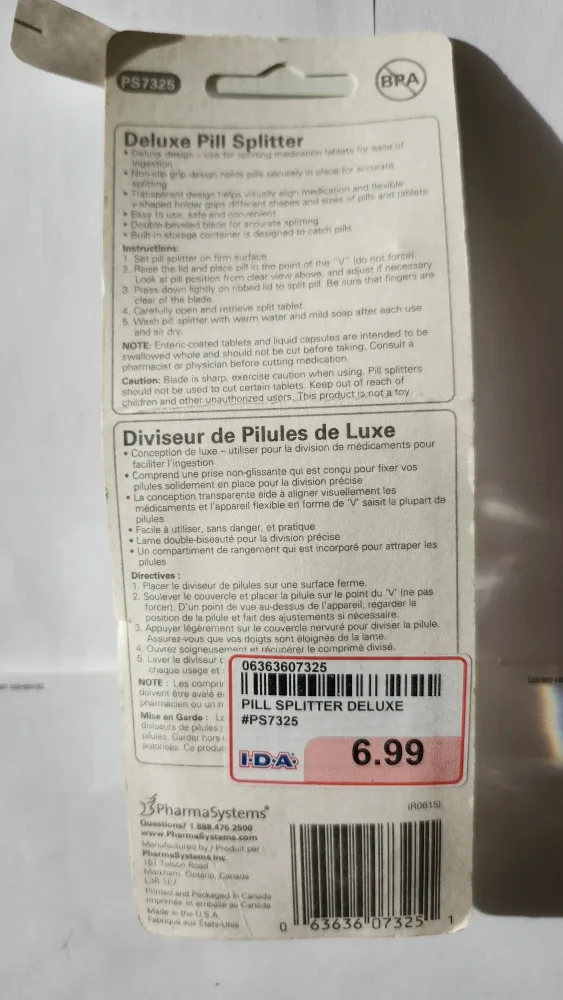 PS7325
BPA
Deluxe Pill Splitter
• Deluxe design – use for splitting medication tablets for ease of
ingestion
• Non-slip grip design holds pills securely in place for accurate
splitting
• Transparent design helps visually align medication and flexible
v-shaped holder grips different shapes and sizes of pills and tablets
• Easy to use, safe and convenient
• Double-beveled blade for accurate splitting
• Built-in storage container is designed to catch pills
Instructions:
1. Set pill splitter on firm surface.
2. Raise the lid and place pill in the point of the "V" (do not force).
Look at pill position from clear view above, and adjust if necessary.
3. Press down lightly on ribbed lid to split pill. Be sure that fingers are
clear of the blade.
4. Carefully open and retrieve split tablet.
5. Wash pill splitter with warm water and mild soap after each use
and air dry.
NOTE: Enteric-coated tablets and liquid capsules are intended to be
swallowed whole and should not be cut before taking. Consult a
pharmacist or physician before cutting medication.
Caution: Blade is sharp, exercise caution when using. Pill splitters
should not be used to cut certain tablets. Keep out of reach of
children and other unauthorized users. This product is not a toy
Diviseur de Pilules de Luxe
• Conception de luxe – utiliser pour la division de médicaments pour
faciliter l'ingestion
• Comprend une prise non-glissante qui est conçu pour fixer vos
pilules solidement en place pour la division précise
• La conception transparente aide à aligner visuellement les
médicaments et l'appareil flexible en forme de 'V' saisit la plupart de
pilules
• Facile à utiliser, sans danger, et pratique
• Lame double-biseauté pour la division précise
• Un compartiment de rangement qui est incorporé pour attraper les
pilules
Directives :
1. Placer le diviseur de pilules sur une surface ferme.
2. Soulever le couvercle et placer la pilule sur le point du 'V' (ne pas
forcer). D'un point de vue au-dessus de l'appareil, regarder la
position de la pilule et fait des ajustements si nécessaire.
3. Appuyer légèrement sur le couvercle nervuré pour diviser la pilule.
Assurez-vous que vos doigts sont éloignés de la lame.
4. Ouvrez soigneusement et récupérer le comprimé divisé.
5. Laver le diviseur
chaque usage et
NOTE : Les compri
doivent être avalé
pharmacien ou un
Mise en Garde :
diviseurs de pilules
pilules. Garder hors
autorisés. Ce produi
06363607325
PILL SPLITTER DELUXE
#PS7325
I·D·A·
6.99
PharmaSystems®
(R0615)
Questions? 1.888.475.2500
www.PharmaSystems.com
Manufactured by / Produit par :
PharmaSystems Inc.
Markham, Ontario, Canada
L3R 1E7
Printed and Packaged in Canada
Imprimée et emballé au Canada
Made in the U.S.A.
Fabriqué aux États-Unis
0 63636 07325 1